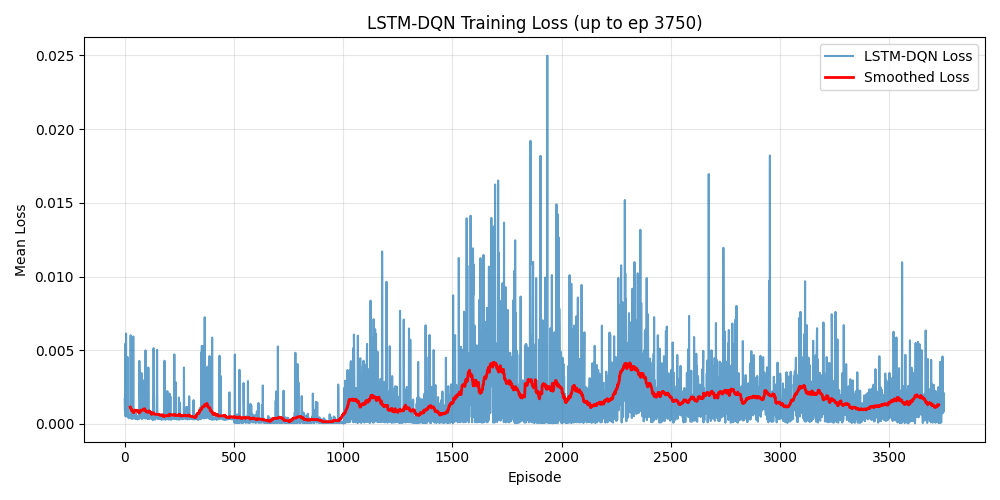 LSTM-DQN Training Loss (up to ep 3750)
LSTM-DQN Loss
Smoothed Loss
Mean Loss
0.025
0.020
0.015
0.010
0.005
0.000
0 500 1000 1500 2000 2500 3000 3500
Episode